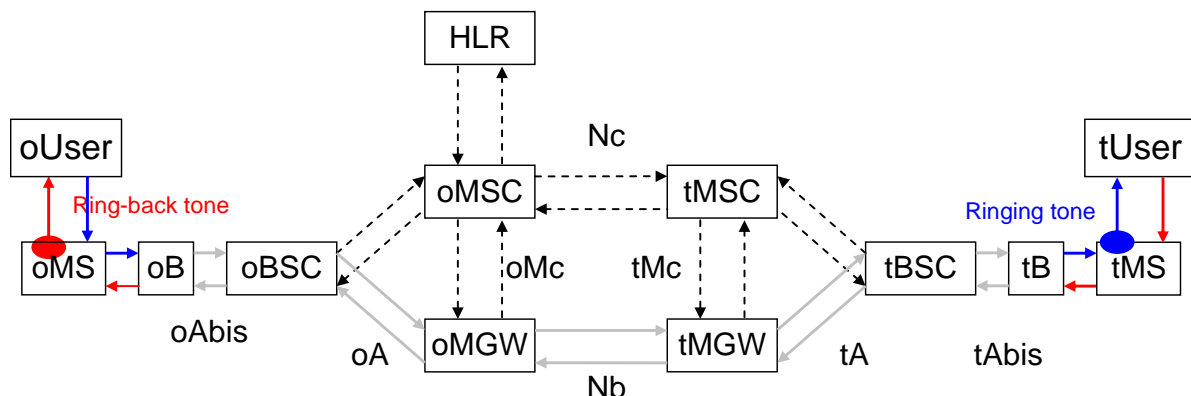 HLR
Nc
oUser
tUser
oMSC
tMSC
Ring-back tone
Ringing tone
oMS
oB
oBSC
oMc
tMc
tBSC
tB
tMS
oAbis
oA
oMGW
tMGW
tA
tAbis
Nb